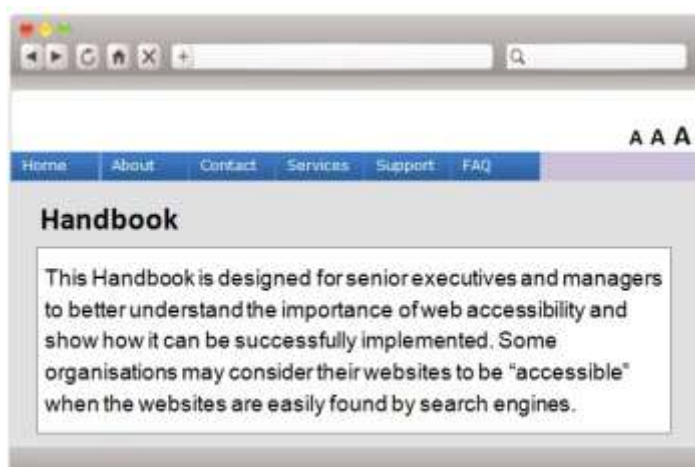 A A A
Home About Contact Services Support FAQ
Handbook
This Handbook is designed for senior executives and managers
to better understand the importance of web accessibility and
show how it can be successfully implemented. Some
organisations may consider their websites to be “accessible”
when the websites are easily found by search engines.